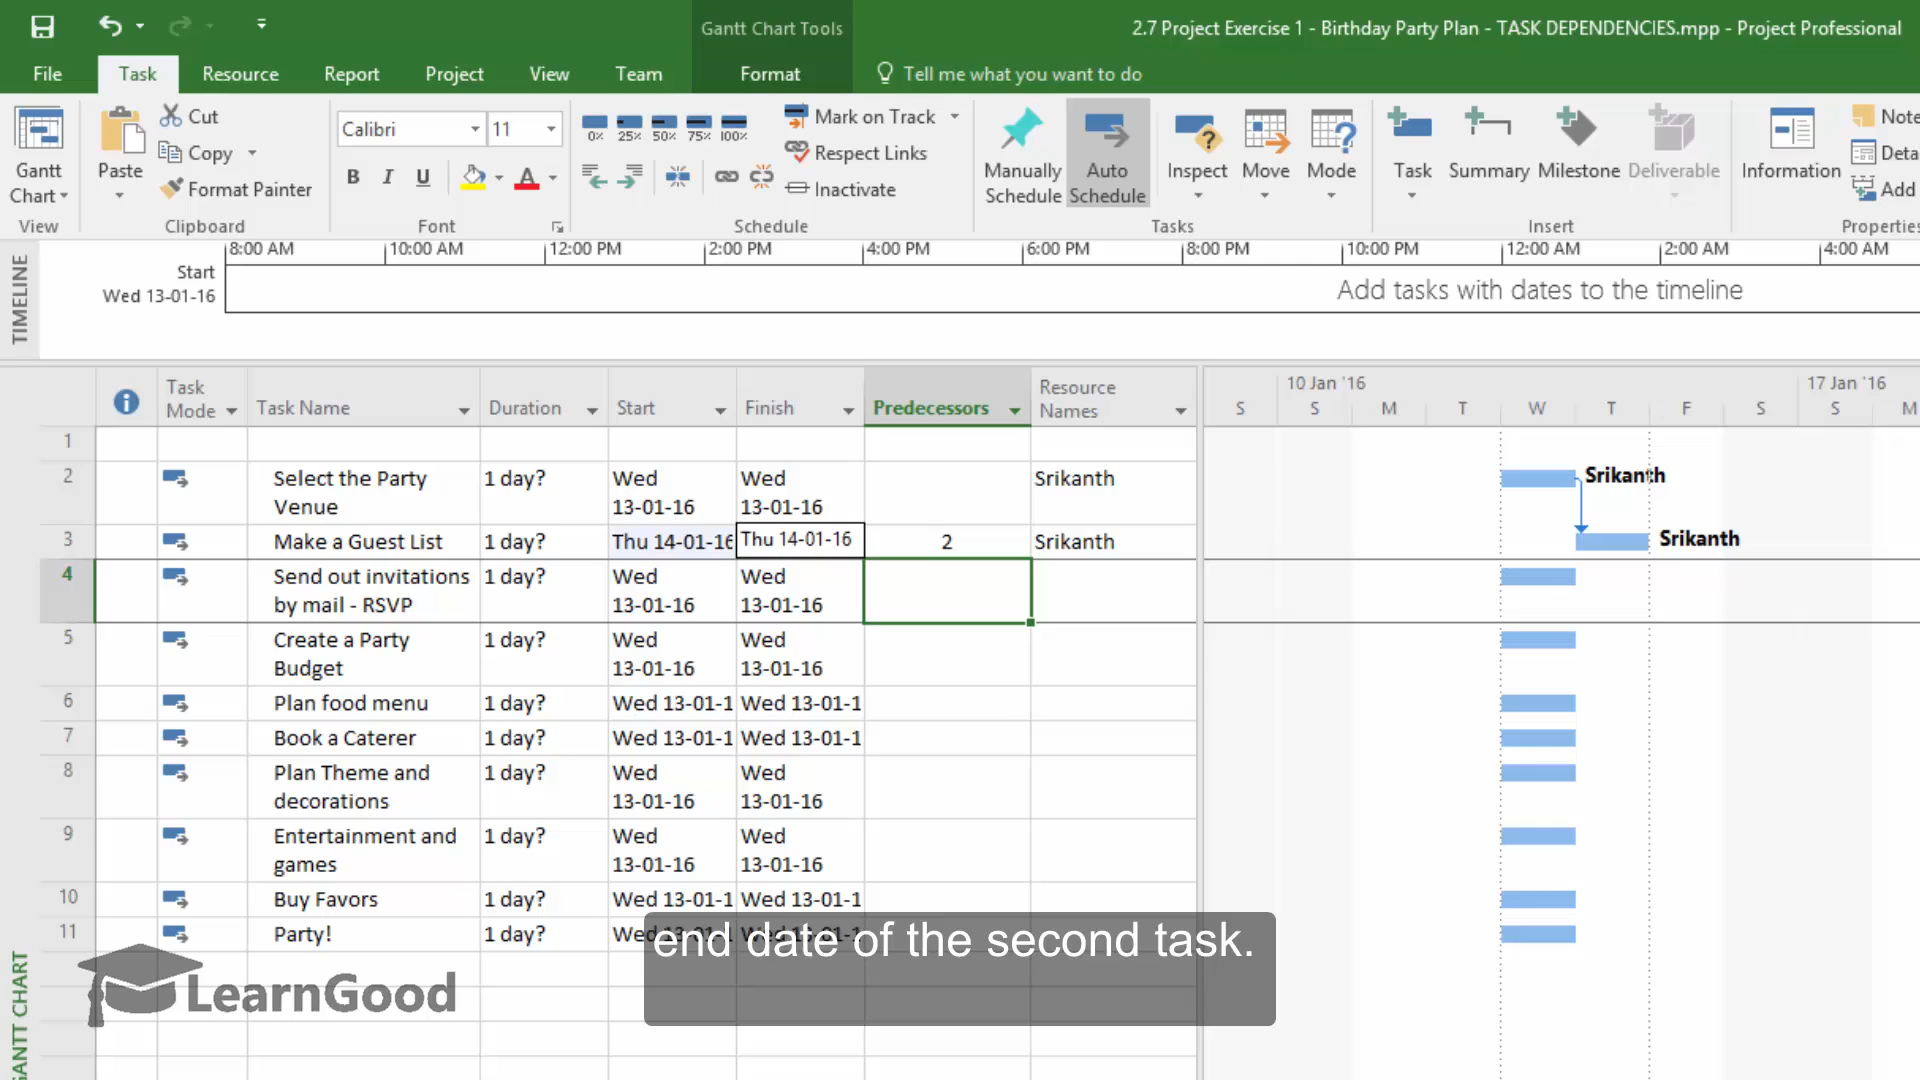 Gantt Chart Tools
2.7 Project Exercise 1 - Birthday Party Plan - TASK DEPENDENCIES.mpp - Project Professional
File Task Resource Report Project View Team Format Tell me what you want to do
Gantt
Chart
View
Paste
Cut
Copy
Format Painter
Clipboard
Calibri 11
B I U A
Font
0% 25% 50% 75% 100%
Mark on Track
Respect Links
Inactivate
Schedule
Manually
Schedule
Auto
Schedule
Inspect
Move
Mode
Tasks
Task
Summary
Milestone
Deliverable
Insert
Information
Note
Deta
Add
Properties
TIMELINE
8:00 AM 10:00 AM 12:00 PM 2:00 PM 4:00 PM 6:00 PM 8:00 PM 10:00 PM 12:00 AM 2:00 AM 4:00 AM
Start
Wed 13-01-16
Add tasks with dates to the timeline
Task
Mode
Task Name
Duration
Start
Finish
Predecessors
Resource
Names
10 Jan '16 17 Jan '16
S S M T W T F S S M
1
2 Select the Party
Venue
1 day?
Wed
13-01-16
Wed
13-01-16
Srikanth
Srikanth
3 Make a Guest List 1 day? Thu 14-01-16 Thu 14-01-16 2 Srikanth Srikanth
4 Send out invitations
by mail - RSVP
1 day?
Wed
13-01-16
Wed
13-01-16
5 Create a Party
Budget
1 day?
Wed
13-01-16
Wed
13-01-16
6 Plan food menu 1 day? Wed 13-01-1 Wed 13-01-1
7 Book a Caterer 1 day? Wed 13-01-1 Wed 13-01-1
8 Plan Theme and
decorations
1 day?
Wed
13-01-16
Wed
13-01-16
9 Entertainment and
games
1 day?
Wed
13-01-16
Wed
13-01-16
10 Buy Favors 1 day? Wed 13-01-1 Wed 13-01-1
11 Party! 1 day? Wed 13-01-1 Wed 13-01-1
end date of the second task.
LearnGood
GANTT CHART